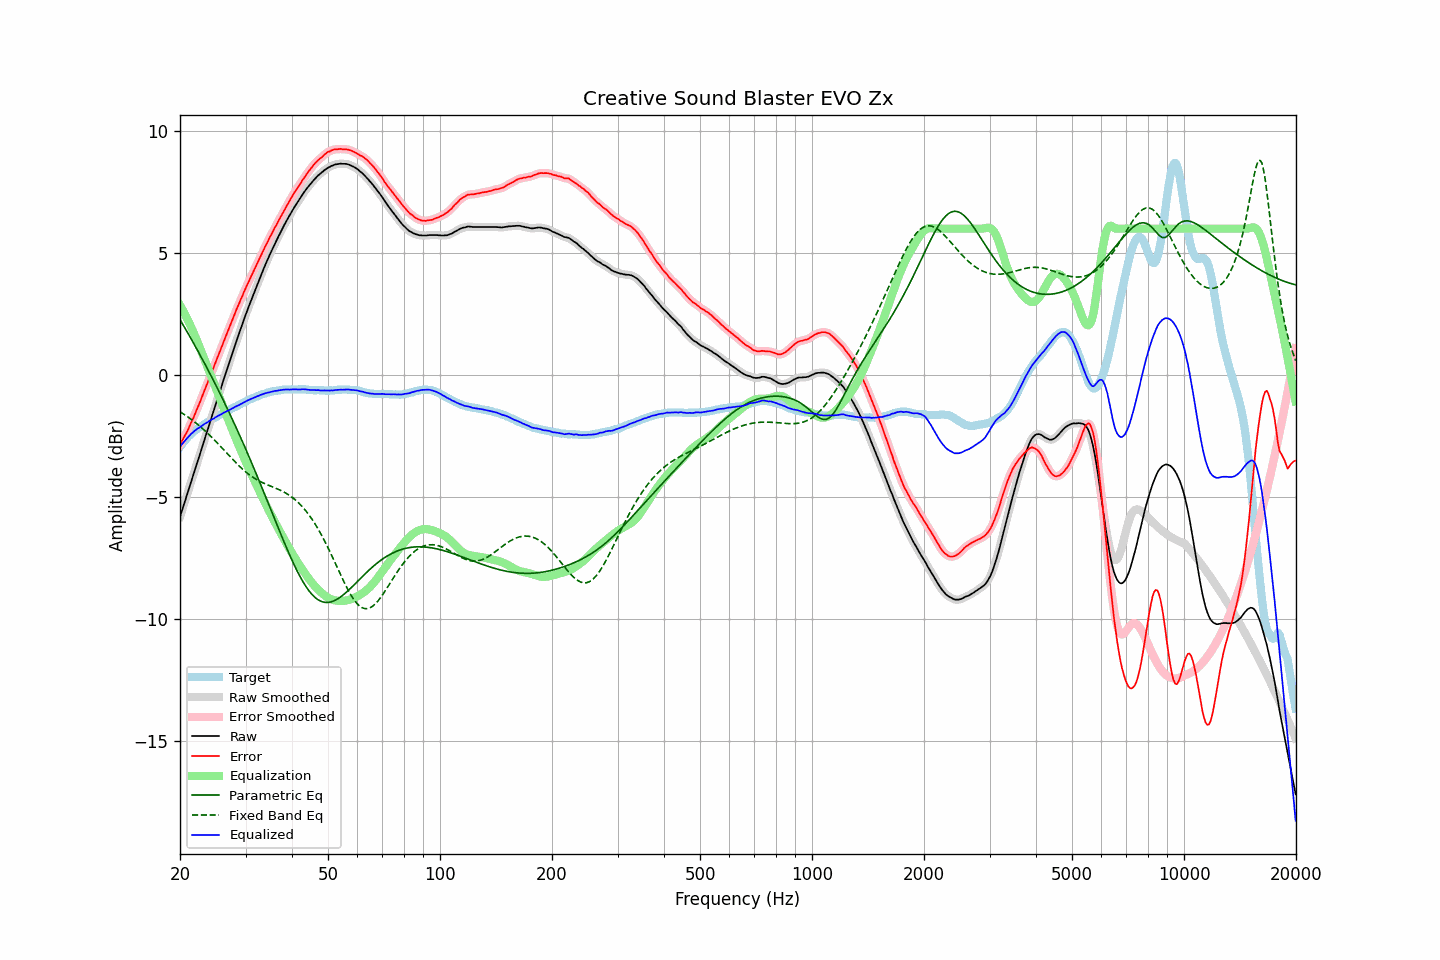 Creative Sound Blaster EVO Zx
Amplitude (dBr)
10
5
0
−5
−10
−15
Target
Raw Smoothed
Error Smoothed
Raw
Error
Equalization
Parametric Eq
Fixed Band Eq
Equalized
20 50 100 200 500 1000 2000 5000 10000 20000
Frequency (Hz)